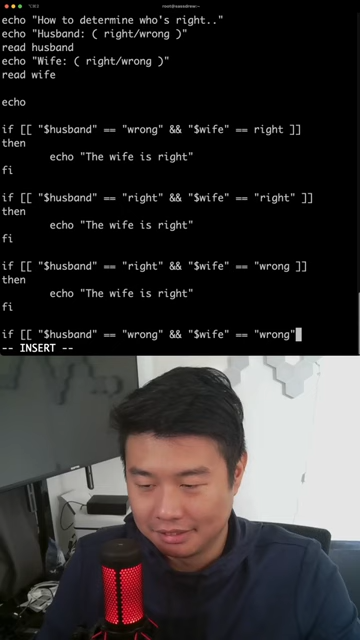 root@saasdrew:~
echo "How to determine who's right.."
echo "Husband: ( right/wrong )"
read husband
echo "Wife: ( right/wrong )"
read wife
echo
if [[ "$husband" == "wrong" && "$wife" == right ]]
then
echo "The wife is right"
fi
if [[ "$husband" == "right" && "$wife" == "right" ]]
then
echo "The wife is right"
fi
if [[ "$husband" == "right" && "$wife" == "wrong ]]
then
echo "The wife is right"
fi
if [[ "$husband" == "wrong" && "$wife" == "wrong"
-- INSERT --